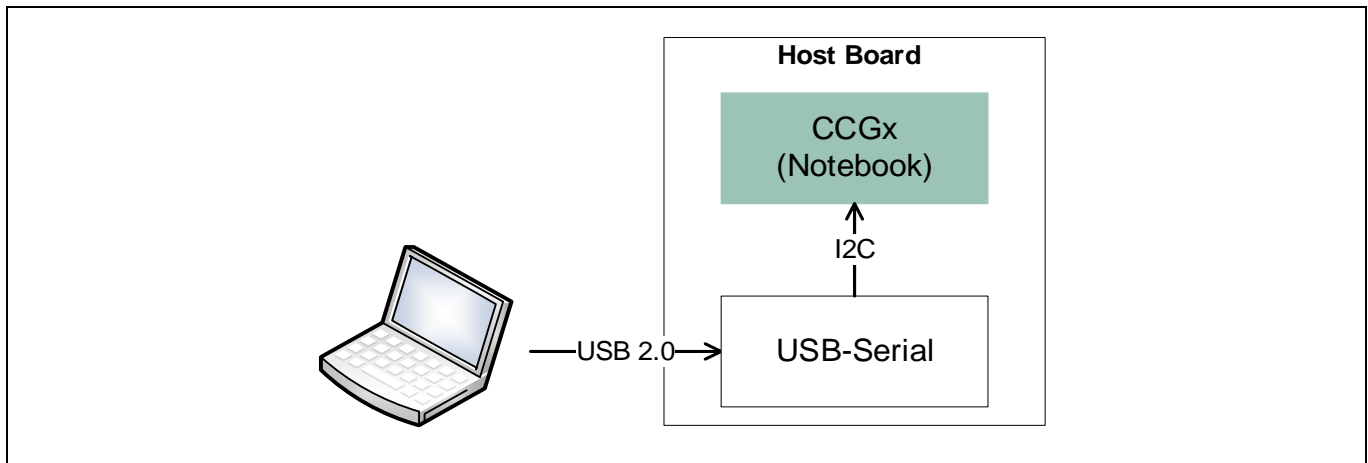 Host Board
CCGx
(Notebook)
I2C
USB 2.0
USB-Serial